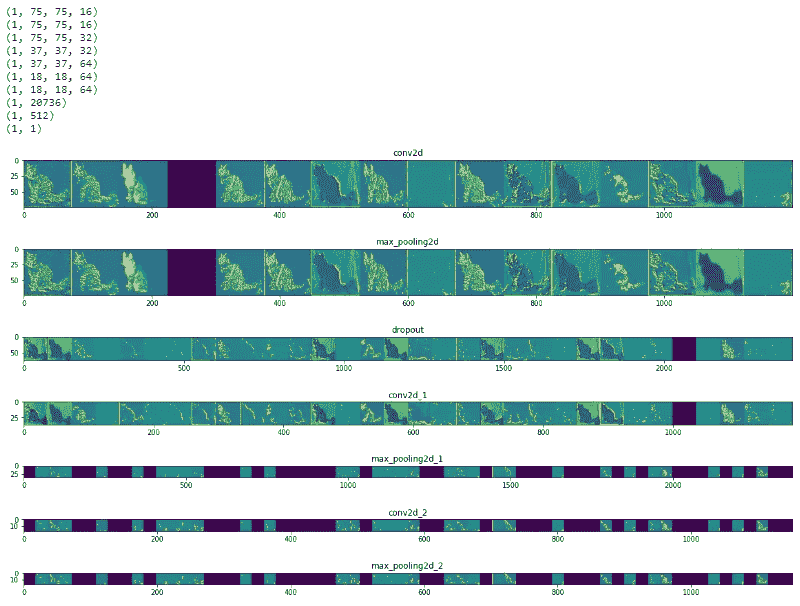 (1, 75, 75, 16)
(1, 75, 75, 16)
(1, 75, 75, 32)
(1, 37, 37, 32)
(1, 37, 37, 64)
(1, 18, 18, 64)
(1, 18, 18, 64)
(1, 20736)
(1, 512)
(1, 1)
conv2d
0
25
50
0 200 400 600 800 1000
max_pooling2d
0
25
50
0 200 400 600 800 1000
dropout
0
50
0 500 1000 1500 2000
conv2d_1
0
25
0 200 400 600 800 1000
max_pooling2d_1
0
25
0 500 1000 1500 2000
conv2d_2
0
10
0 200 400 600 800 1000
max_pooling2d_2
0
10
0 200 400 600 800 1000